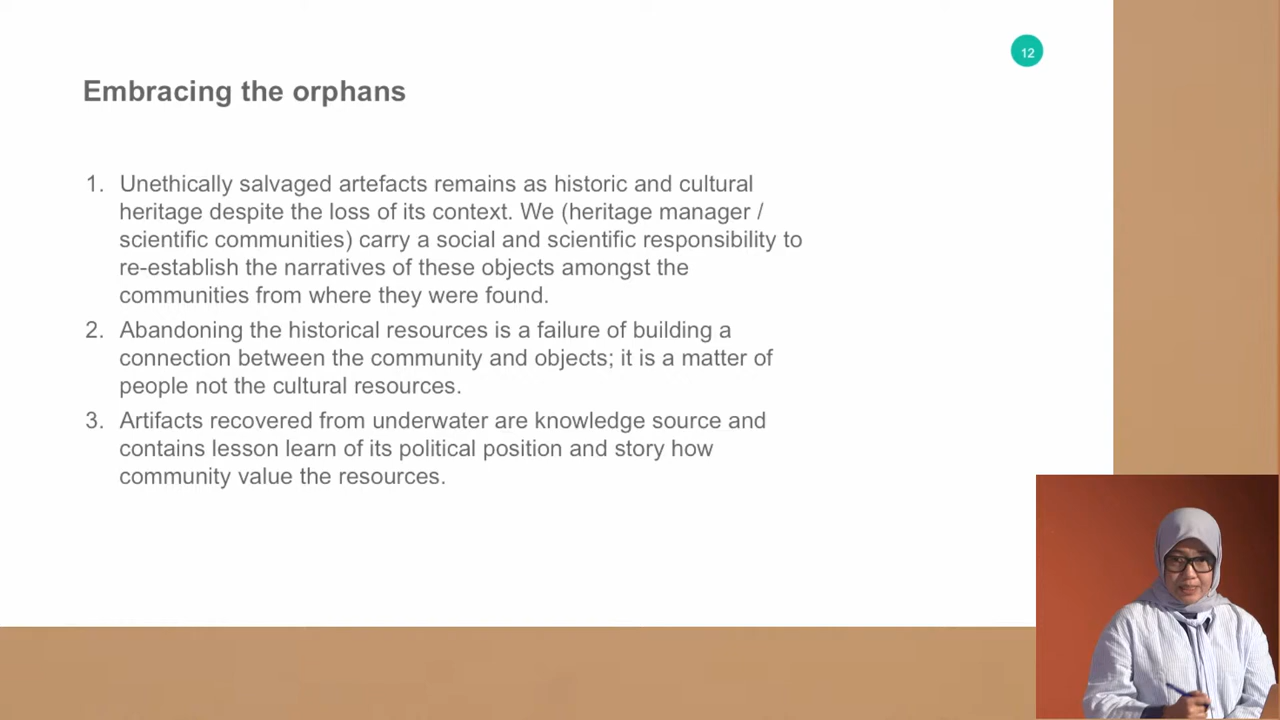 12
Embracing the orphans
1. Unethically salvaged artefacts remains as historic and cultural
heritage despite the loss of its context. We (heritage manager /
scientific communities) carry a social and scientific responsibility to
re-establish the narratives of these objects amongst the
communities from where they were found.
2. Abandoning the historical resources is a failure of building a
connection between the community and objects; it is a matter of
people not the cultural resources.
3. Artifacts recovered from underwater are knowledge source and
contains lesson learn of its political position and story how
community value the resources.